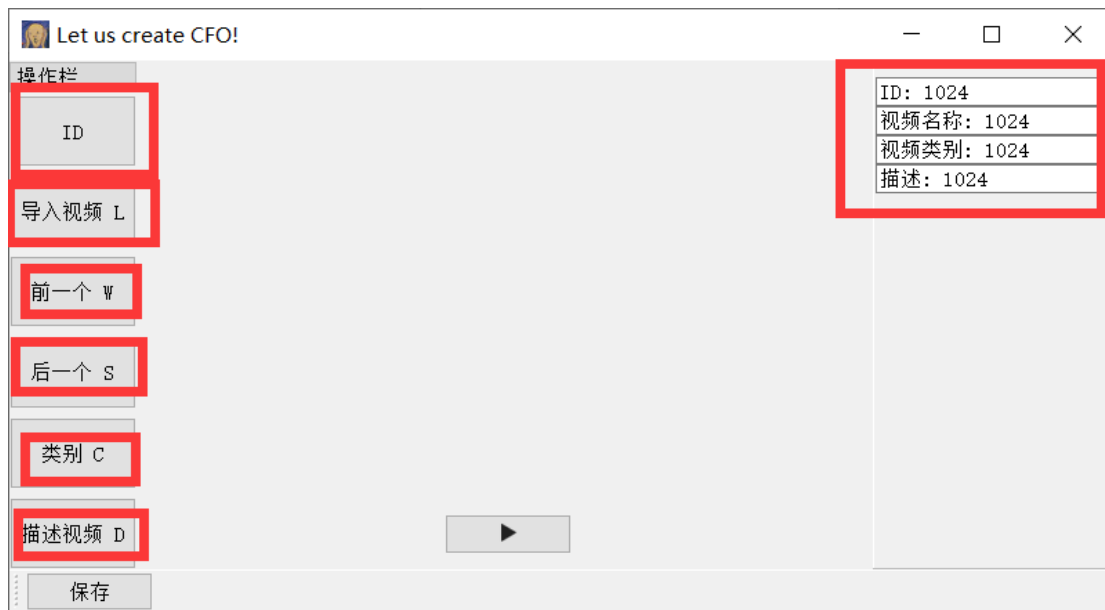 Let us create CFO!
操作栏
ID
导入视频 L
前一个 W
后一个 S
类别 C
描述视频 D
保存
ID: 1024
视频名称: 1024
视频类别: 1024
描述: 1024